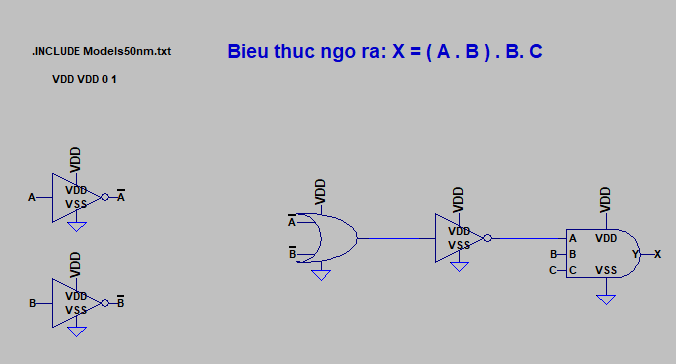 .INCLUDE Models50nm.txt
Bieu thuc ngo ra: X = ( A . B ) . B. C
VDD VDD 0 1
VDD
A
VDD
VSS
A̅
VDD
B
VDD
VSS
B̅
VDD
A̅
B̅
VDD
VDD
VSS
VDD
A VDD
B B Y X
C C VSS